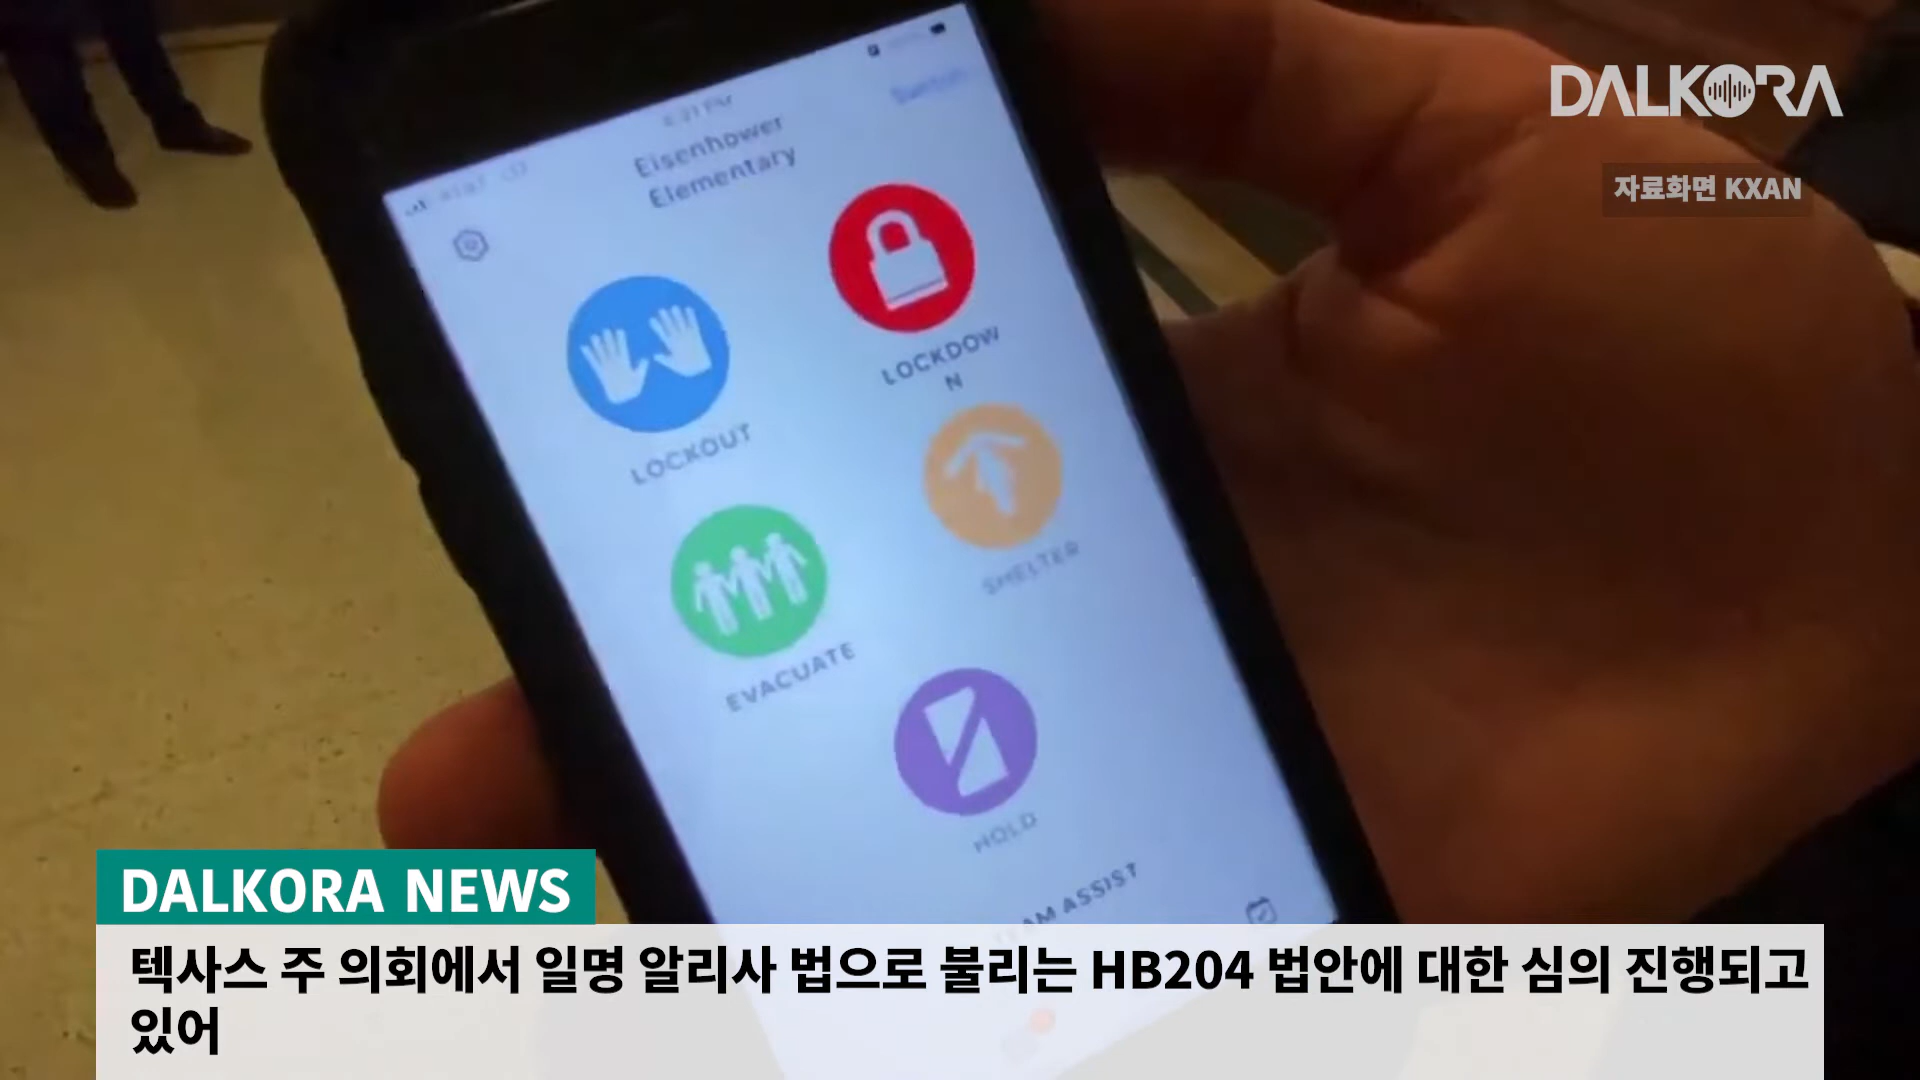 DALKORA
자료화면 KXAN
Eisenhower
Elementary
LOCKOUT
LOCKDOW
N
EVACUATE
SHELTER
HOLD
TEAM ASSIST
DALKORA NEWS
텍사스 주 의회에서 일명 알리사 법으로 불리는 HB204 법안에 대한 심의 진행되고
있어